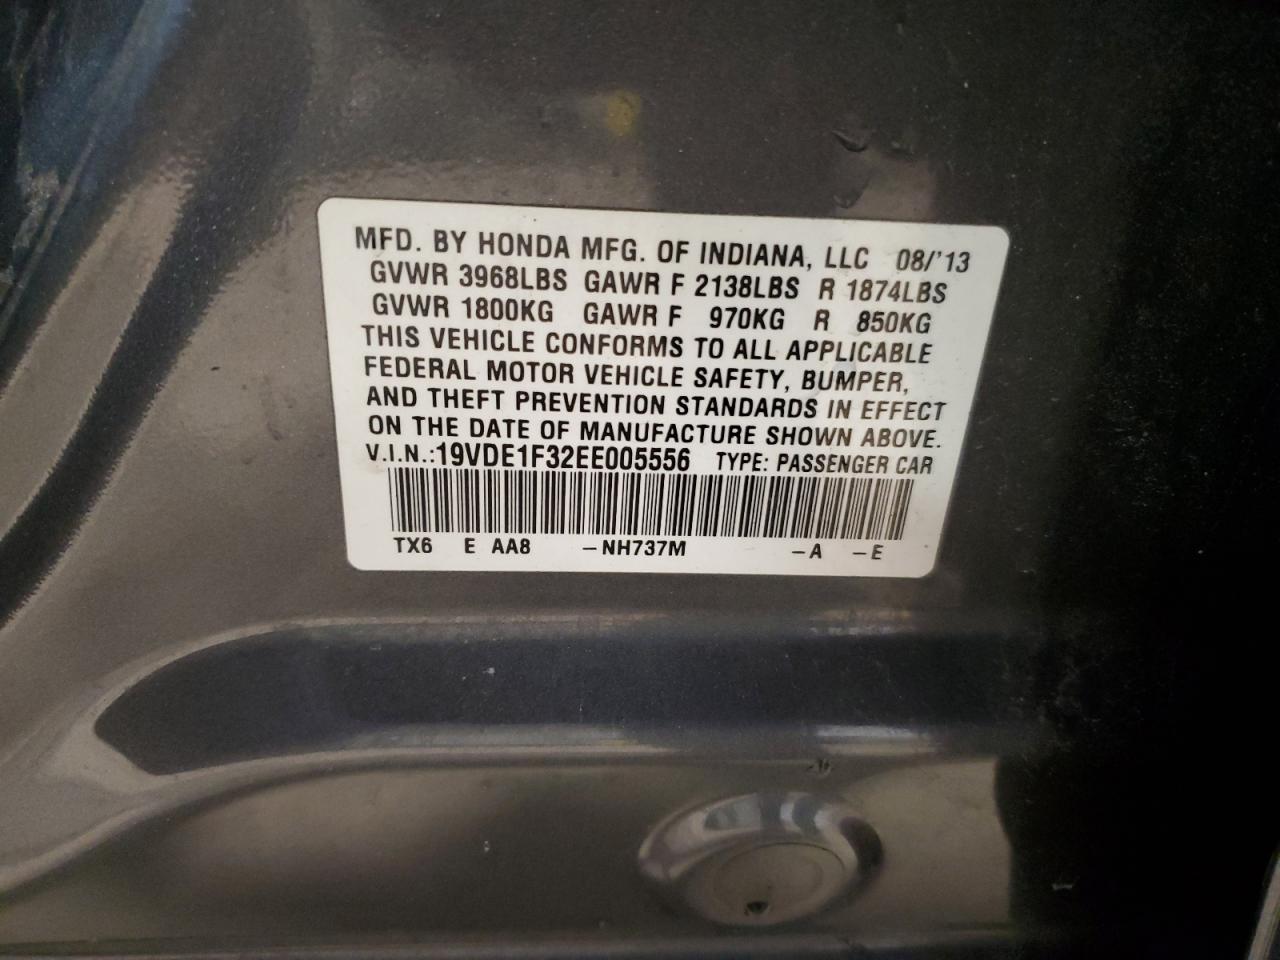 MFD. BY HONDA MFG. OF INDIANA, LLC 08/'13
GVWR 3968LBS GAWR F 2138LBS R 1874LBS
GVWR 1800KG GAWR F 970KG R 850KG
THIS VEHICLE CONFORMS TO ALL APPLICABLE
FEDERAL MOTOR VEHICLE SAFETY, BUMPER,
AND THEFT PREVENTION STANDARDS IN EFFECT
ON THE DATE OF MANUFACTURE SHOWN ABOVE.
V.I.N.:19VDE1F32EE005556 TYPE: PASSENGER CAR
TX6 E AA8 -NH737M -A -E